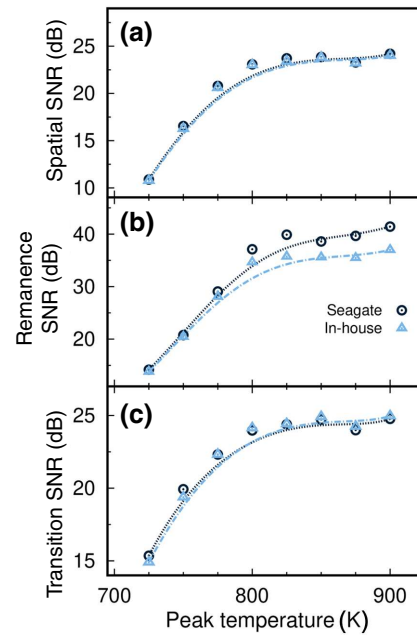 (a)
Spatial SNR (dB)
25
20
15
10
(b)
Remanence
SNR (dB)
40
30
20
Seagate
In-house
(c)
Transition SNR (dB)
25
20
15
700
800
900
Peak temperature (K)